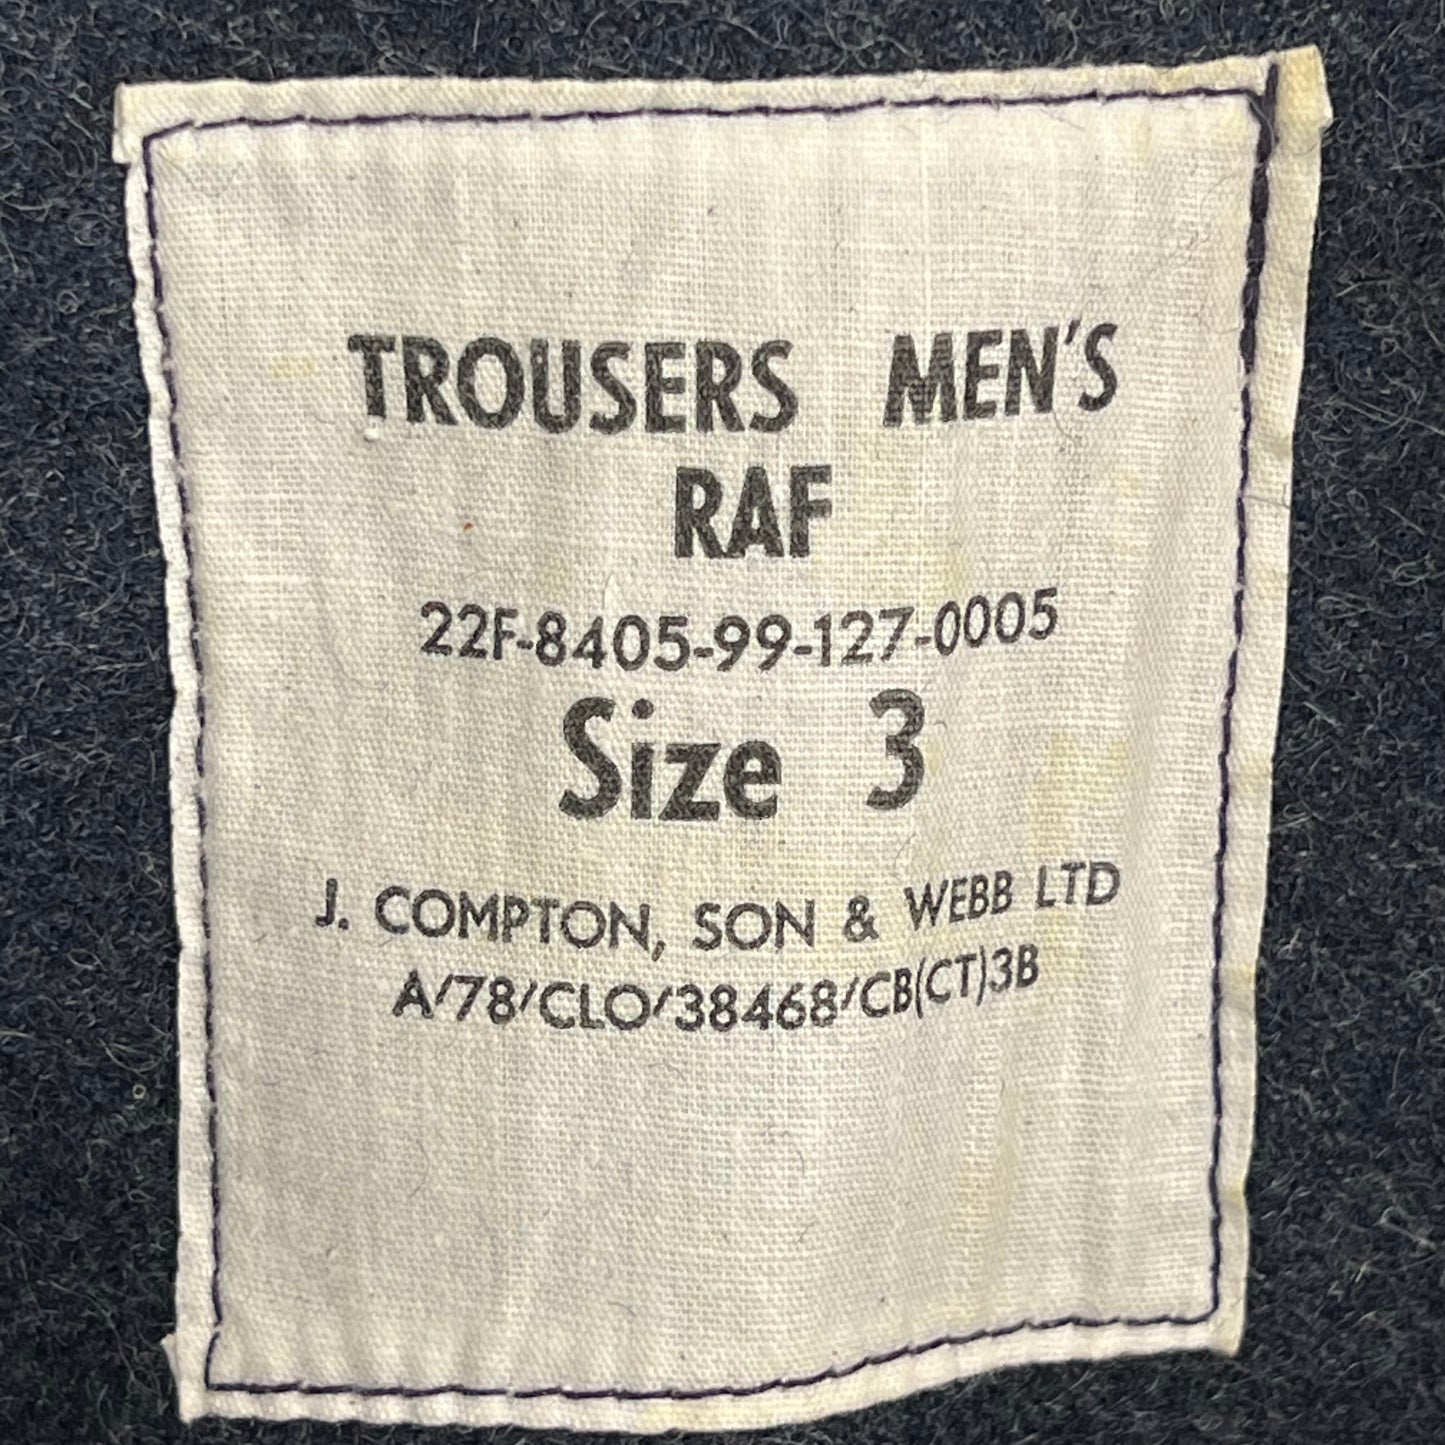 TROUSERS MEN'S
RAF
22F-8405-99-127-0005
Size 3
J. COMPTON, SON & WEBB LTD
A/78/CLO/38468/CB(CT)3B